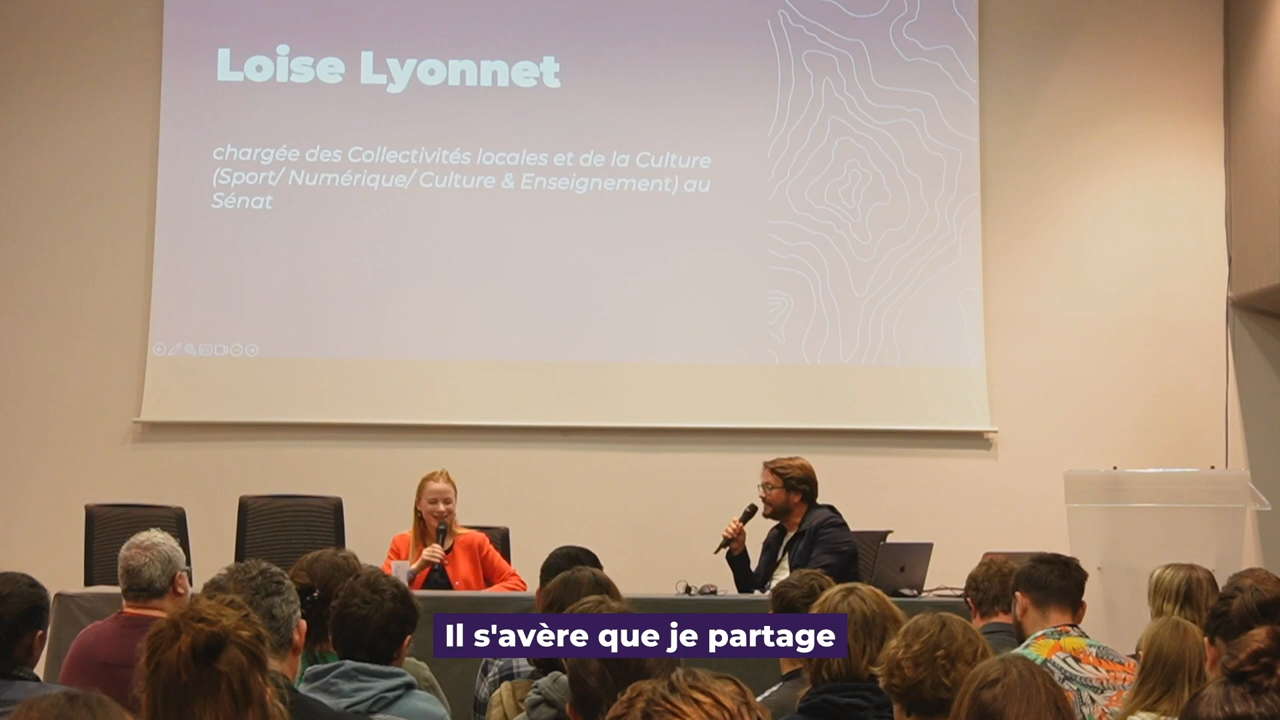 Loise Lyonnet
chargée des Collectivités locales et de la Culture
(Sport/ Numérique/ Culture & Enseignement) au
Sénat
Il s'avère que je partage